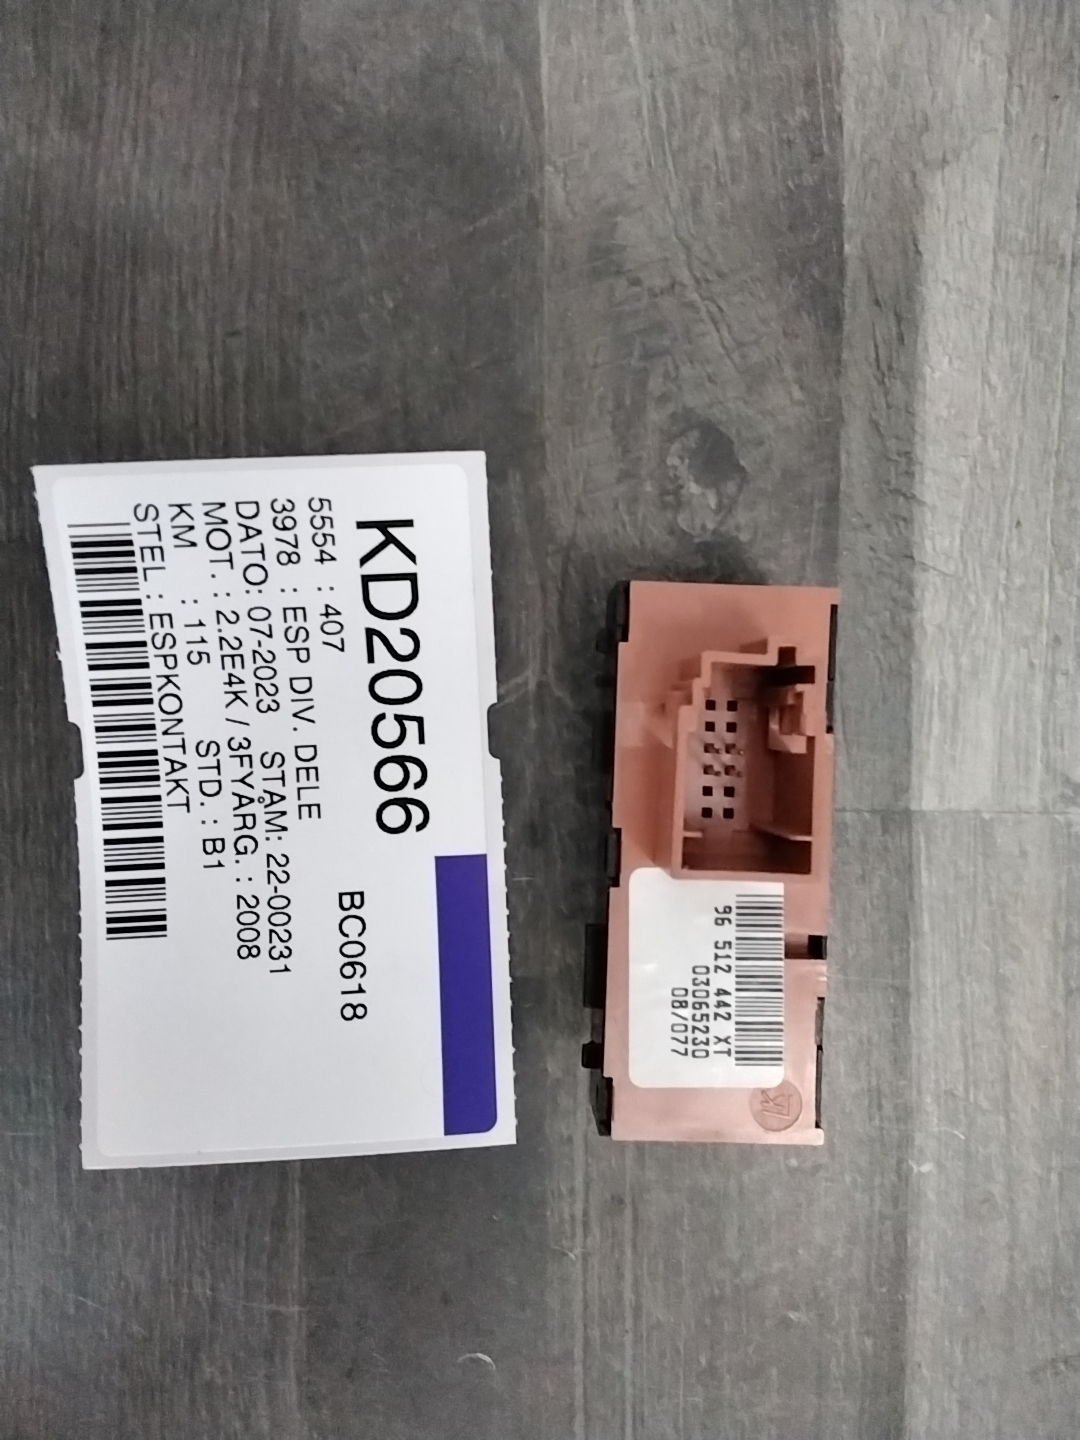 KD20566
BC0618
5554 : 407
3978 : ESP DIV. DELE
DATO: 07-2023 STÅM: 22-00231
MOT. : 2.2E4K / 3FYÅRG. : 2008
KM : 115 STD. : B1
STEL : ESPKONTAKT
96 512 442 XT
03065230
08/077